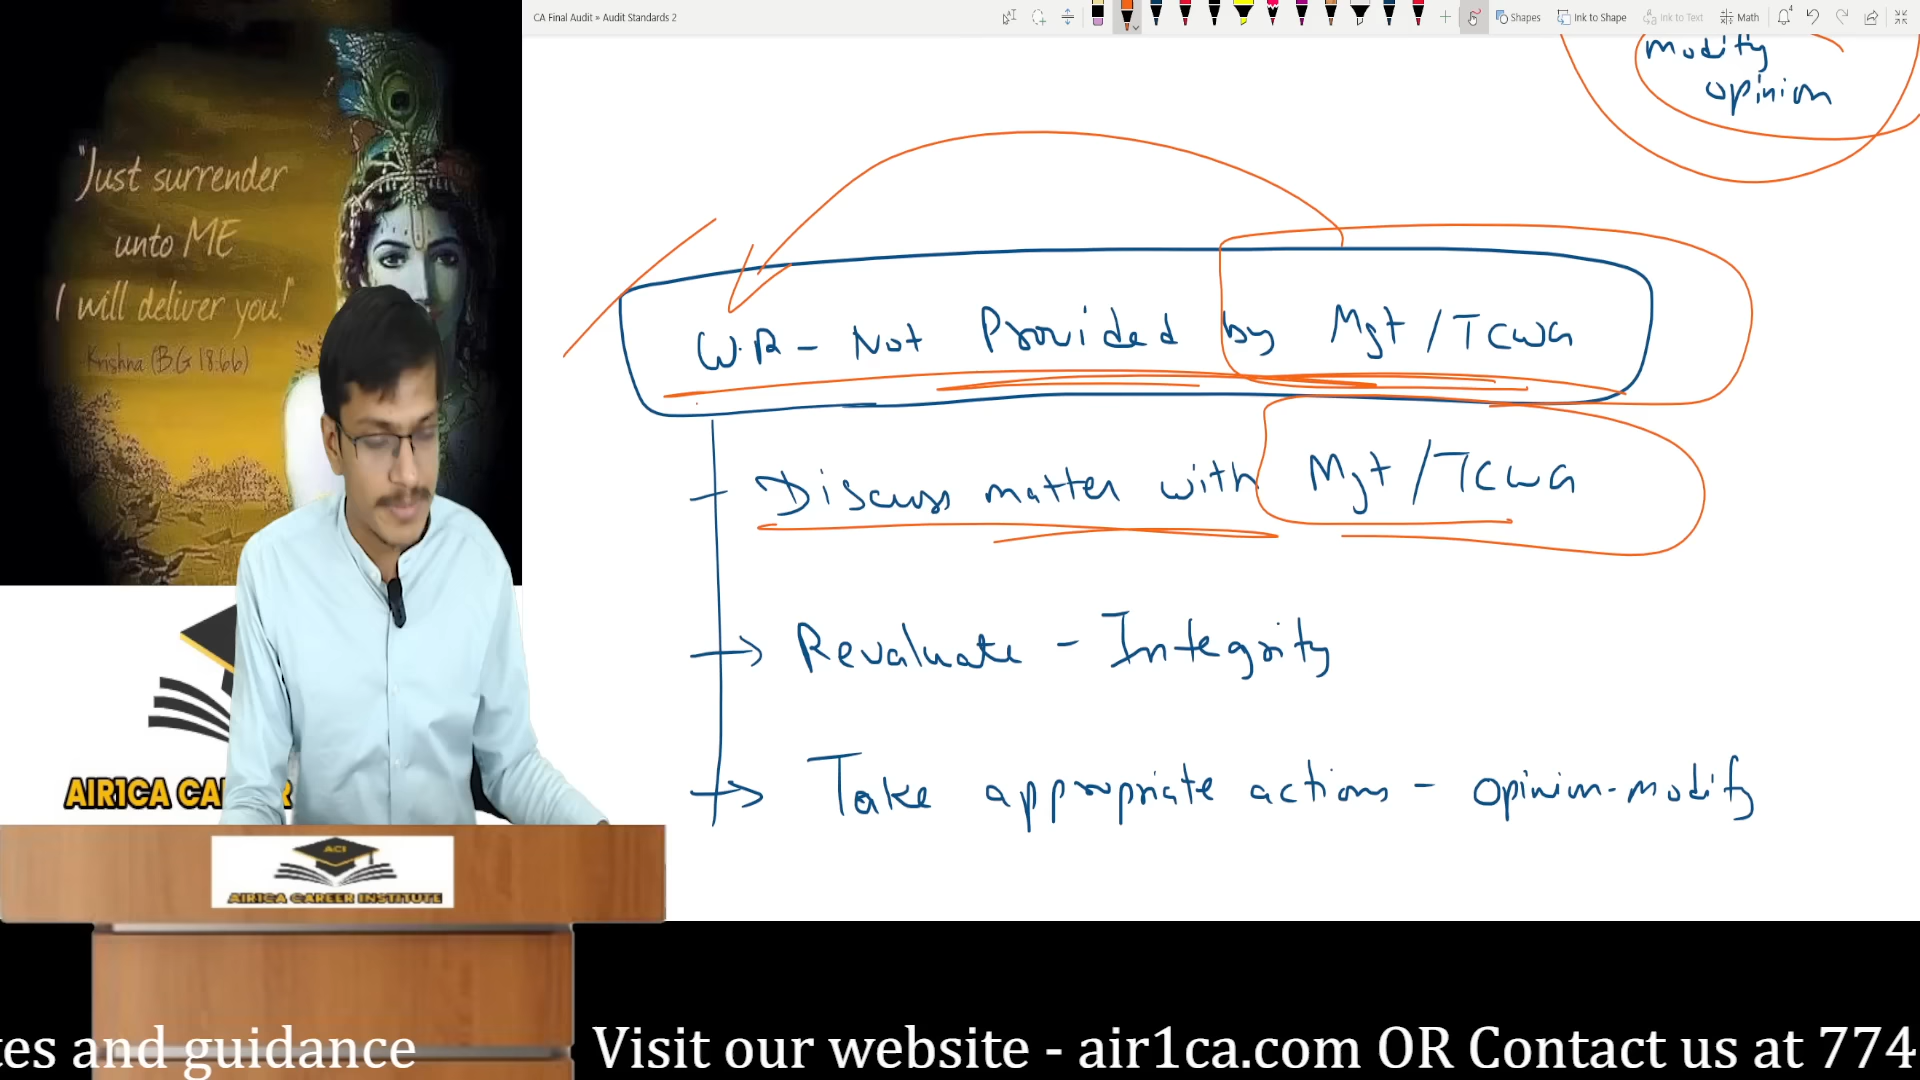 CA Final Audit » Audit Standards 2
Shapes
Ink to Shape
Ink to Text
Math
modify
opinion
"Just surrender
unto ME
I will deliver you!"
Krishna (B.G 18:66)
W.R - Not Provided by Mgt / TCWG
Discuss matter with Mgt / TCWG
→ Revaluate - Integrity
→ Take appropriate actions - opinion-modify
AIR1CA CA
ACI
AIR1CA CAREER INSTITUTE
tes and guidance
Visit our website - air1ca.com OR Contact us at 774